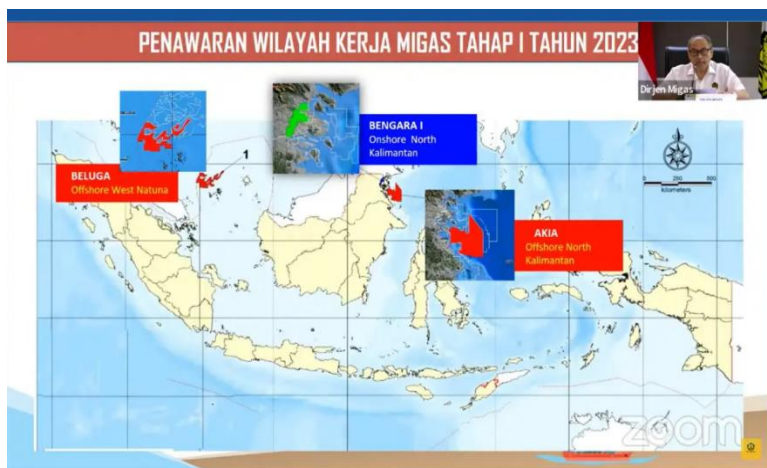 PENAWARAN WILAYAH KERJA MIGAS TAHAP I TAHUN 2023
Dirjen Migas
BENGARA I
Onshore North
Kalimantan
1
BELUGA
Offshore West Natuna
0 250 500
kilometers
AKIA
Offshore North
Kalimantan
zoom